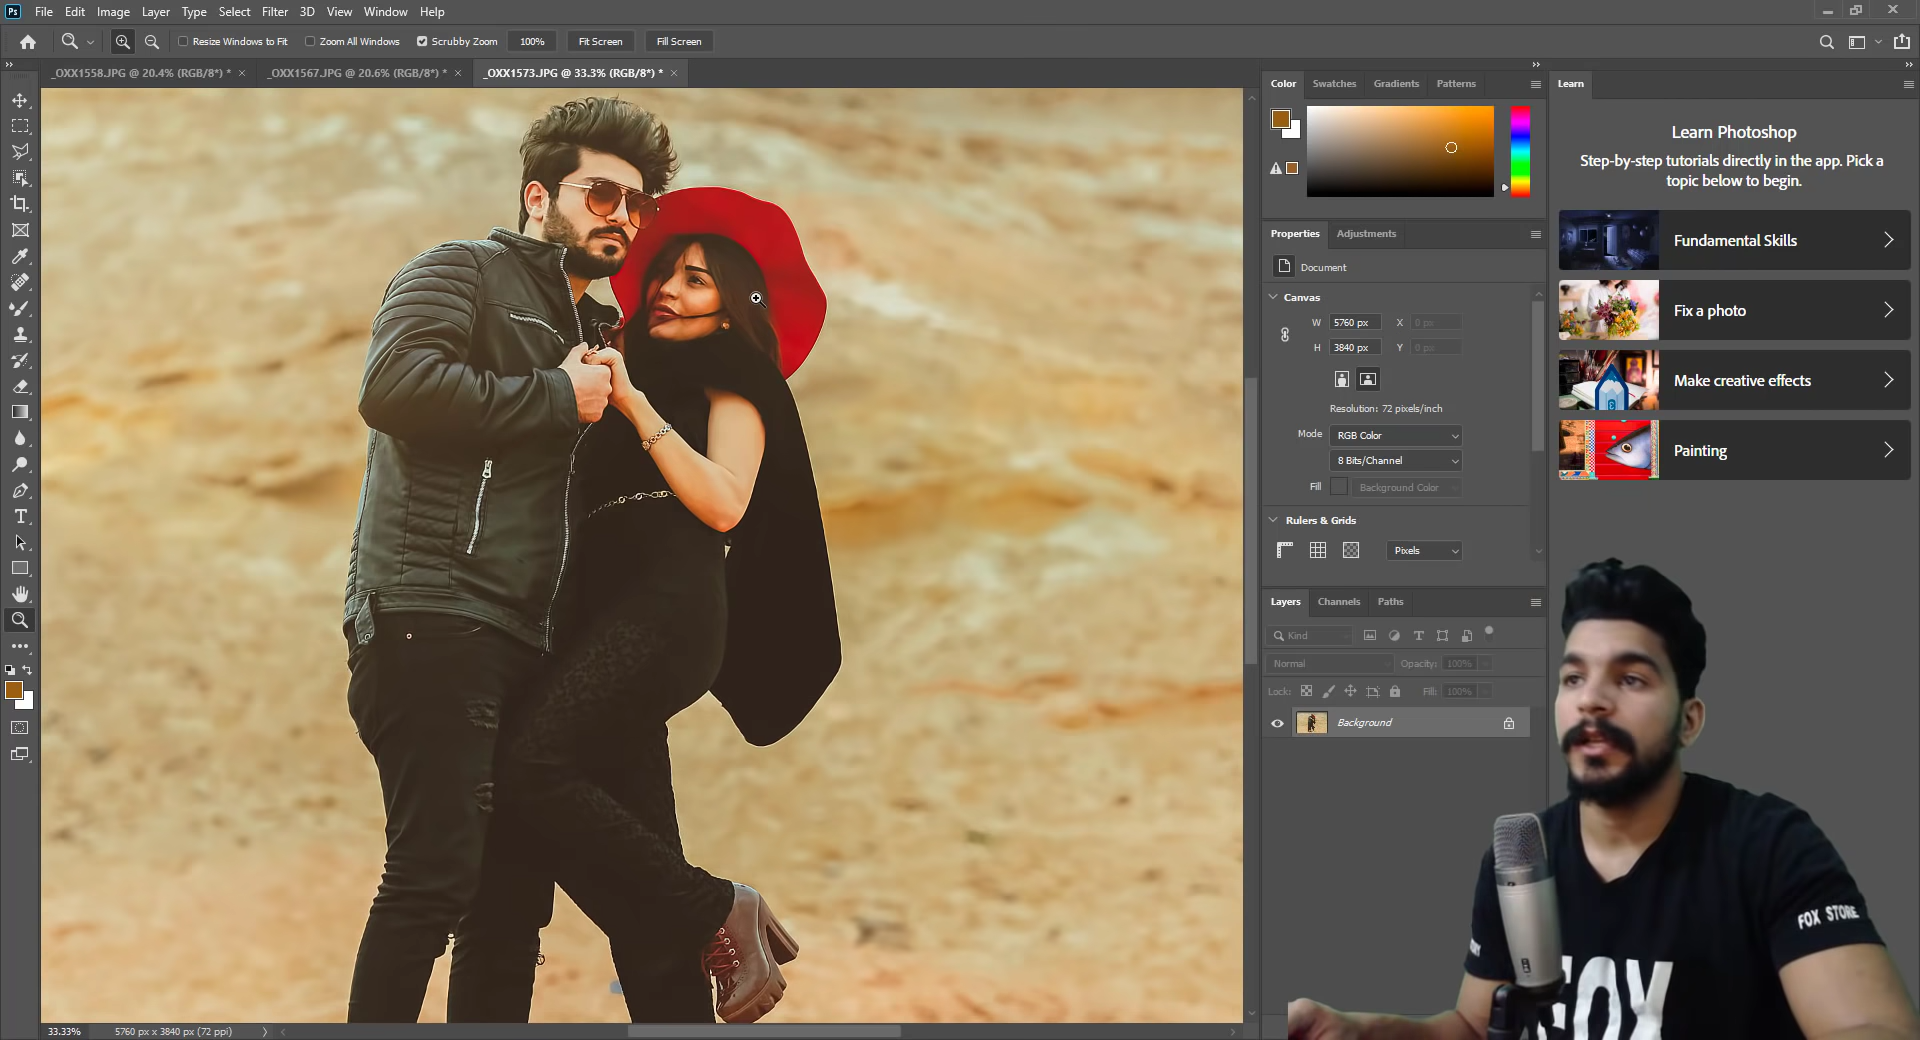 Ps File Edit Image Layer Type Select Filter 3D View Window Help
Resize Windows to Fit Zoom All Windows Scrubby Zoom 100% Fit Screen Fill Screen
_OXX1558.JPG @ 20.4% (RGB/8*) * × _OXX1567.JPG @ 20.6% (RGB/8*) * × _OXX1573.JPG @ 33.3% (RGB/8*) * ×
Color Swatches Gradients Patterns
Properties Adjustments
Document
Canvas
W 5760 px X 0 px
H 3840 px Y 0 px
Resolution: 72 pixels/inch
Mode RGB Color
8 Bits/Channel
Fill Background Color
Rulers & Grids
Pixels
Layers Channels Paths
Kind
Normal Opacity: 100%
Lock: Fill: 100%
Background
Learn
Learn Photoshop
Step-by-step tutorials directly in the app. Pick a
topic below to begin.
Fundamental Skills
Fix a photo
Make creative effects
Painting
FOX STORE
FOX
33.33% 5760 px x 3840 px (72 ppi)